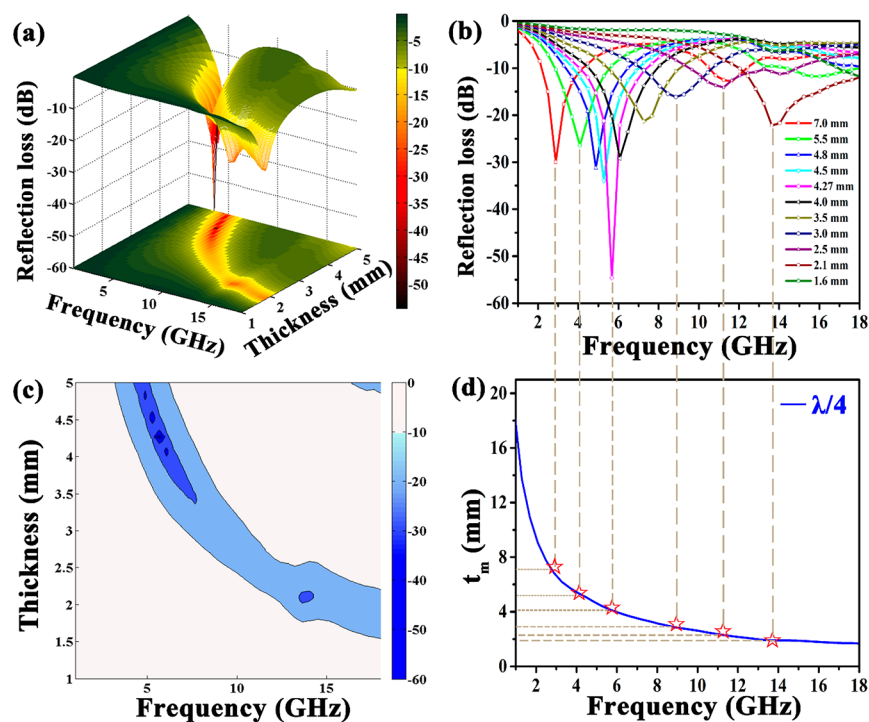 (a)
Reflection loss (dB)
-10
-20
-30
-40
-50
-60
5
10
15
Frequency (GHz)
1
2
3
4
5
Thickness (mm)
0
-5
-10
-15
-20
-25
-30
-35
-40
-45
-50
(b)
Reflection loss (dB)
0
-10
-20
-30
-40
-50
-60
7.0 mm
5.5 mm
4.8 mm
4.5 mm
4.27 mm
4.0 mm
3.5 mm
3.0 mm
2.5 mm
2.1 mm
1.6 mm
2 4 6 8 10 12 14 16 18
Frequency (GHz)
(c)
Thickness (mm)
5
4.5
4
3.5
3
2.5
2
1.5
1
5 10 15
Frequency (GHz)
0
-10
-20
-30
-40
-50
-60
(d)
λ/4
tm (mm)
20
16
12
8
4
0
2 4 6 8 10 12 14 16 18
Frequency (GHz)